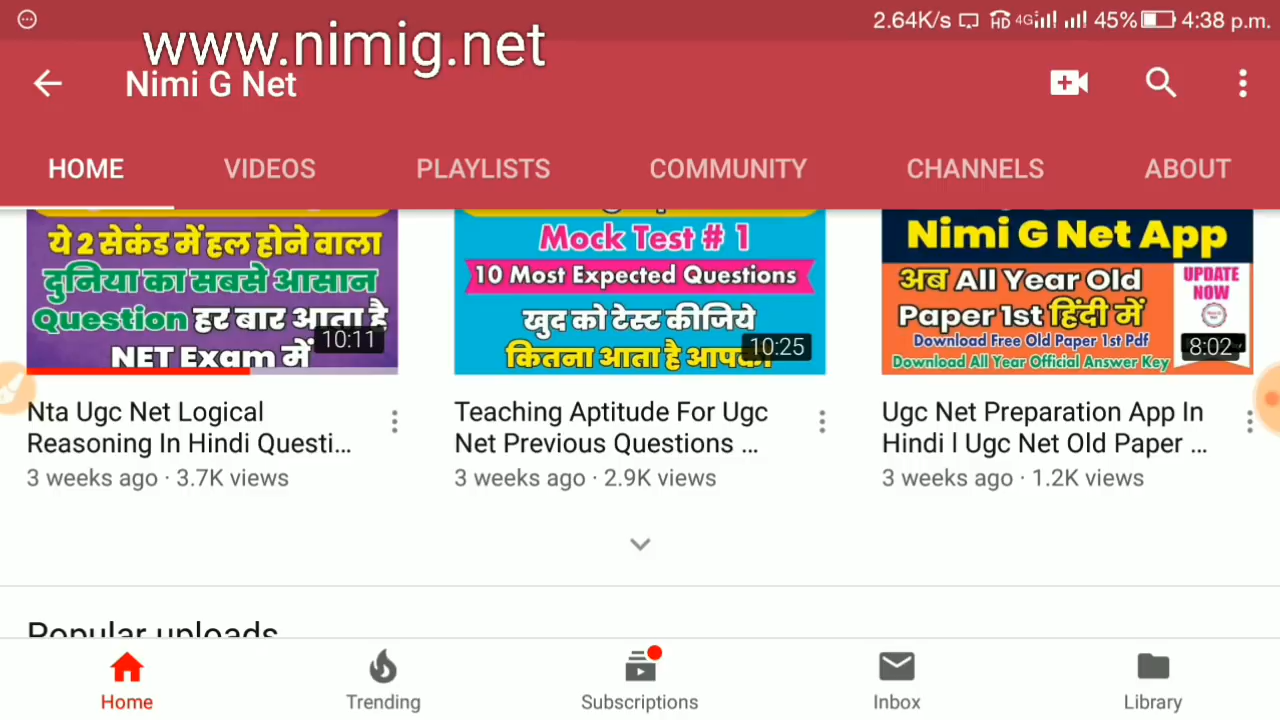 2.64K/s HD 4G 45% 4:38 p.m.
www.nimig.net
Nimi G Net
HOME VIDEOS PLAYLISTS COMMUNITY CHANNELS ABOUT
ये 2 सेकंड में हल होने वाला
दुनिया का सबसे आसान
Question हर बार आता है
NET Exam में
10:11
Mock Test # 1
10 Most Expected Questions
खुद को टेस्ट कीजिये
कितना आता है आपको
10:25
Nimi G Net App
अब All Year Old
Paper 1st हिंदी में
Download Free Old Paper 1st Pdf
Download All Year Official Answer Key
UPDATE
NOW
8:02
Nta Ugc Net Logical
Reasoning In Hindi Questi...
3 weeks ago · 3.7K views
Teaching Aptitude For Ugc
Net Previous Questions ...
3 weeks ago · 2.9K views
Ugc Net Preparation App In
Hindi l Ugc Net Old Paper ...
3 weeks ago · 1.2K views
Popular uploads
Home Trending Subscriptions Inbox Library